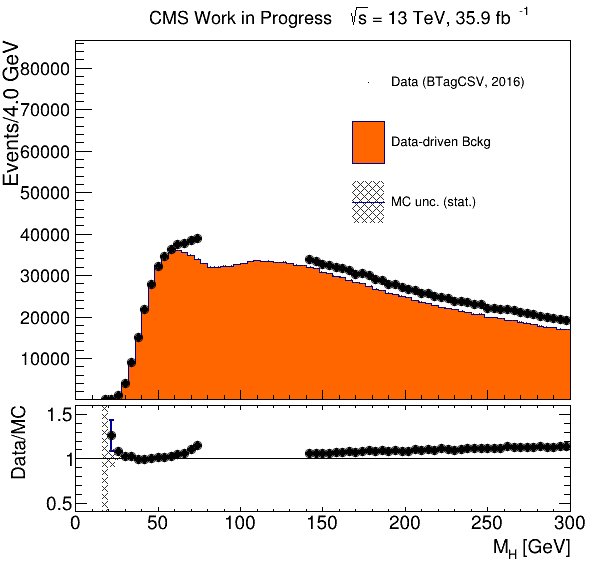 CMS Work in Progress √s = 13 TeV, 35.9 fb⁻¹
Events/4.0 GeV
80000
70000
60000
50000
40000
30000
20000
10000
Data (BTagCSV, 2016)
Data-driven Bckg
MC unc. (stat.)
Data/MC
1.5
1
0.5
0 50 100 150 200 250 300
M_H [GeV]